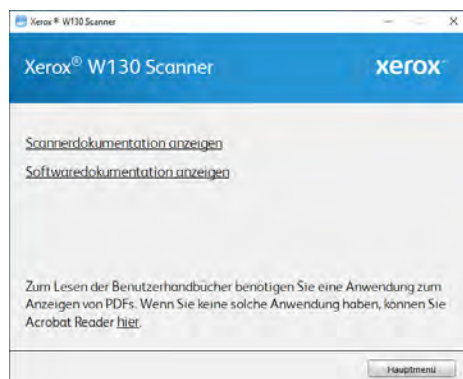 Xerox® W130 Scanner
Xerox® W130 Scanner
xerox™
Scannerdokumentation anzeigen
Softwaredokumentation anzeigen
Zum Lesen der Benutzerhandbücher benötigen Sie eine Anwendung zum
Anzeigen von PDFs. Wenn Sie keine solche Anwendung haben, können Sie
Acrobat Reader hier.
Hauptmenü